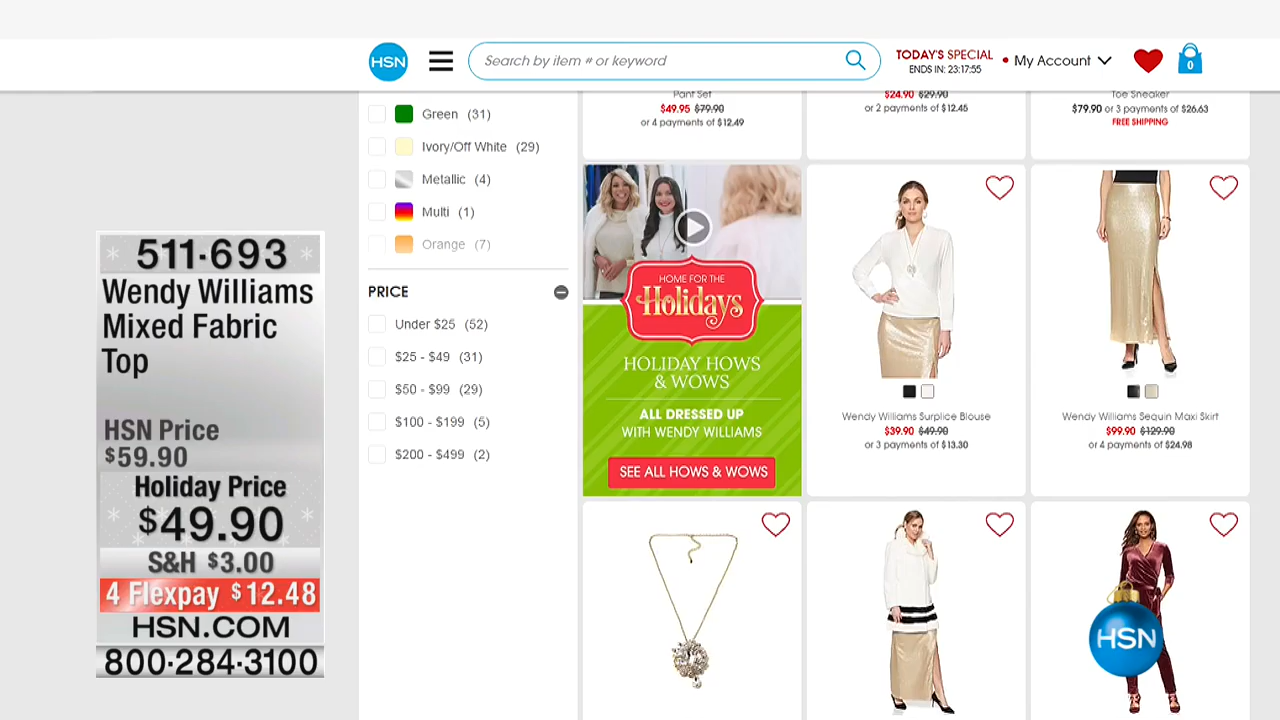 HSN
Search by item # or keyword
TODAY'S SPECIAL
ENDS IN: 23:17:55
My Account
0
Green (31)
Ivory/Off White (29)
Metallic (4)
Multi (1)
Orange (7)
PRICE
Under $25 (52)
$25 - $49 (31)
$50 - $99 (29)
$100 - $199 (5)
$200 - $499 (2)
Pant Set
$49.95 $79.90
or 4 payments of $12.49
$24.90 $29.90
or 2 payments of $12.45
Toe Sneaker
$79.90 or 3 payments of $26.63
FREE SHIPPING
HOME FOR THE
Holidays
HOLIDAY HOWS
& WOWS
ALL DRESSED UP
WITH WENDY WILLIAMS
SEE ALL HOWS & WOWS
Wendy Williams Surplice Blouse
$39.90 $49.90
or 3 payments of $13.30
Wendy Williams Sequin Maxi Skirt
$99.90 $129.90
or 4 payments of $24.98
511·693
Wendy Williams
Mixed Fabric
Top
HSN Price
$59.90
Holiday Price
$49.90
S&H $3.00
4 Flexpay $12.48
HSN.COM
800·284·3100
HSN